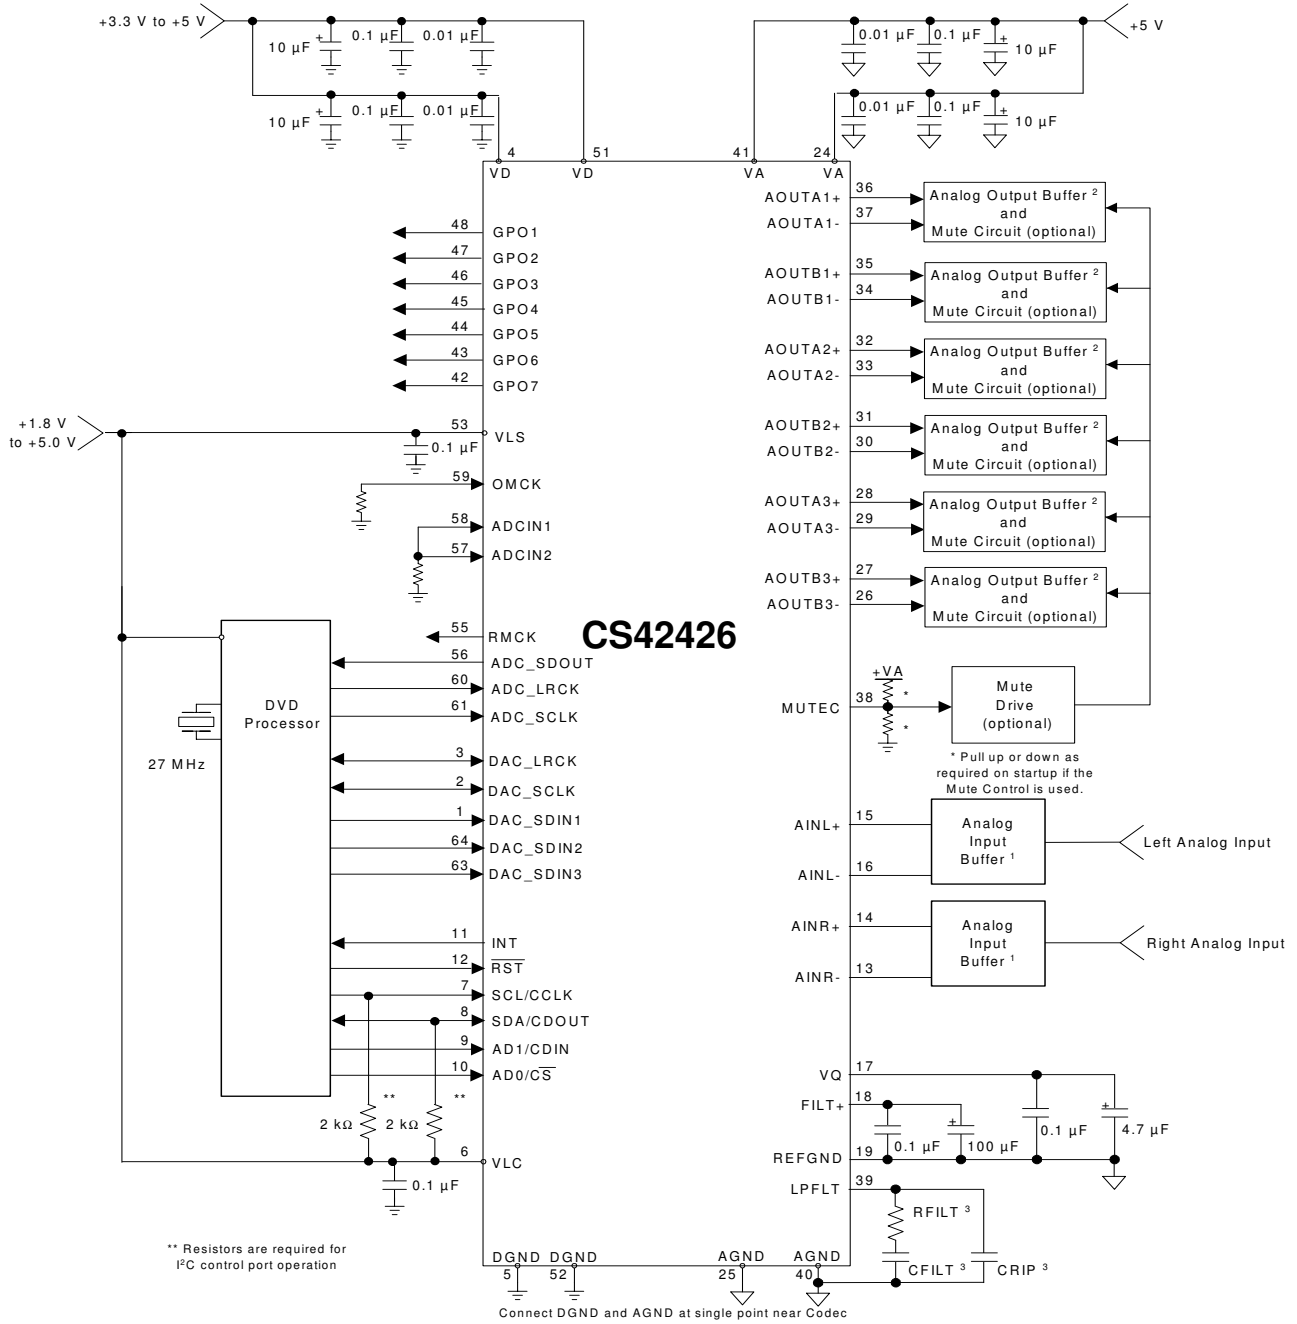 +3.3 V to +5 V
10 µF
+
0.1 µF
0.01 µF
0.01 µF
0.1 µF
+
10 µF
+5 V
10 µF
+
0.1 µF
0.01 µF
0.01 µF
0.1 µF
+
10 µF
4
51
41
24
VD
VD
VA
VA
48
GPO1
47
GPO2
46
GPO3
45
GPO4
44
GPO5
43
GPO6
42
GPO7
+1.8 V
to +5.0 V
53
VLS
0.1 µF
59
OMCK
58
ADCIN1
57
ADCIN2
CS42426
55
RMCK
56
ADC_SDOUT
60
ADC_LRCK
61
ADC_SCLK
DVD
Processor
27 MHz
3
DAC_LRCK
2
DAC_SCLK
1
DAC_SDIN1
64
DAC_SDIN2
63
DAC_SDIN3
11
INT
12
RST
7
SCL/CCLK
8
SDA/CDOUT
9
AD1/CDIN
10
AD0/CS
**
**
2 kΩ
2 kΩ
6
VLC
0.1 µF
** Resistors are required for
I²C control port operation
AOUTA1+
36
AOUTA1-
37
Analog Output Buffer ²
and
Mute Circuit (optional)
AOUTB1+
35
AOUTB1-
34
Analog Output Buffer ²
and
Mute Circuit (optional)
AOUTA2+
32
AOUTA2-
33
Analog Output Buffer ²
and
Mute Circuit (optional)
AOUTB2+
31
AOUTB2-
30
Analog Output Buffer ²
and
Mute Circuit (optional)
AOUTA3+
28
AOUTA3-
29
Analog Output Buffer ²
and
Mute Circuit (optional)
AOUTB3+
27
AOUTB3-
26
Analog Output Buffer ²
and
Mute Circuit (optional)
+VA
*
*
MUTEC
38
Mute
Drive
(optional)
* Pull up or down as
required on startup if the
Mute Control is used.
AINL+
15
AINL-
16
Analog
Input
Buffer ¹
Left Analog Input
AINR+
14
AINR-
13
Analog
Input
Buffer ¹
Right Analog Input
VQ
17
FILT+
18
0.1 µF
+
100 µF
0.1 µF
+
4.7 µF
REFGND
19
LPFLT
39
RFILT ³
CFILT ³
CRIP ³
DGND
DGND
AGND
AGND
5
52
25
40
Connect DGND and AGND at single point near Codec